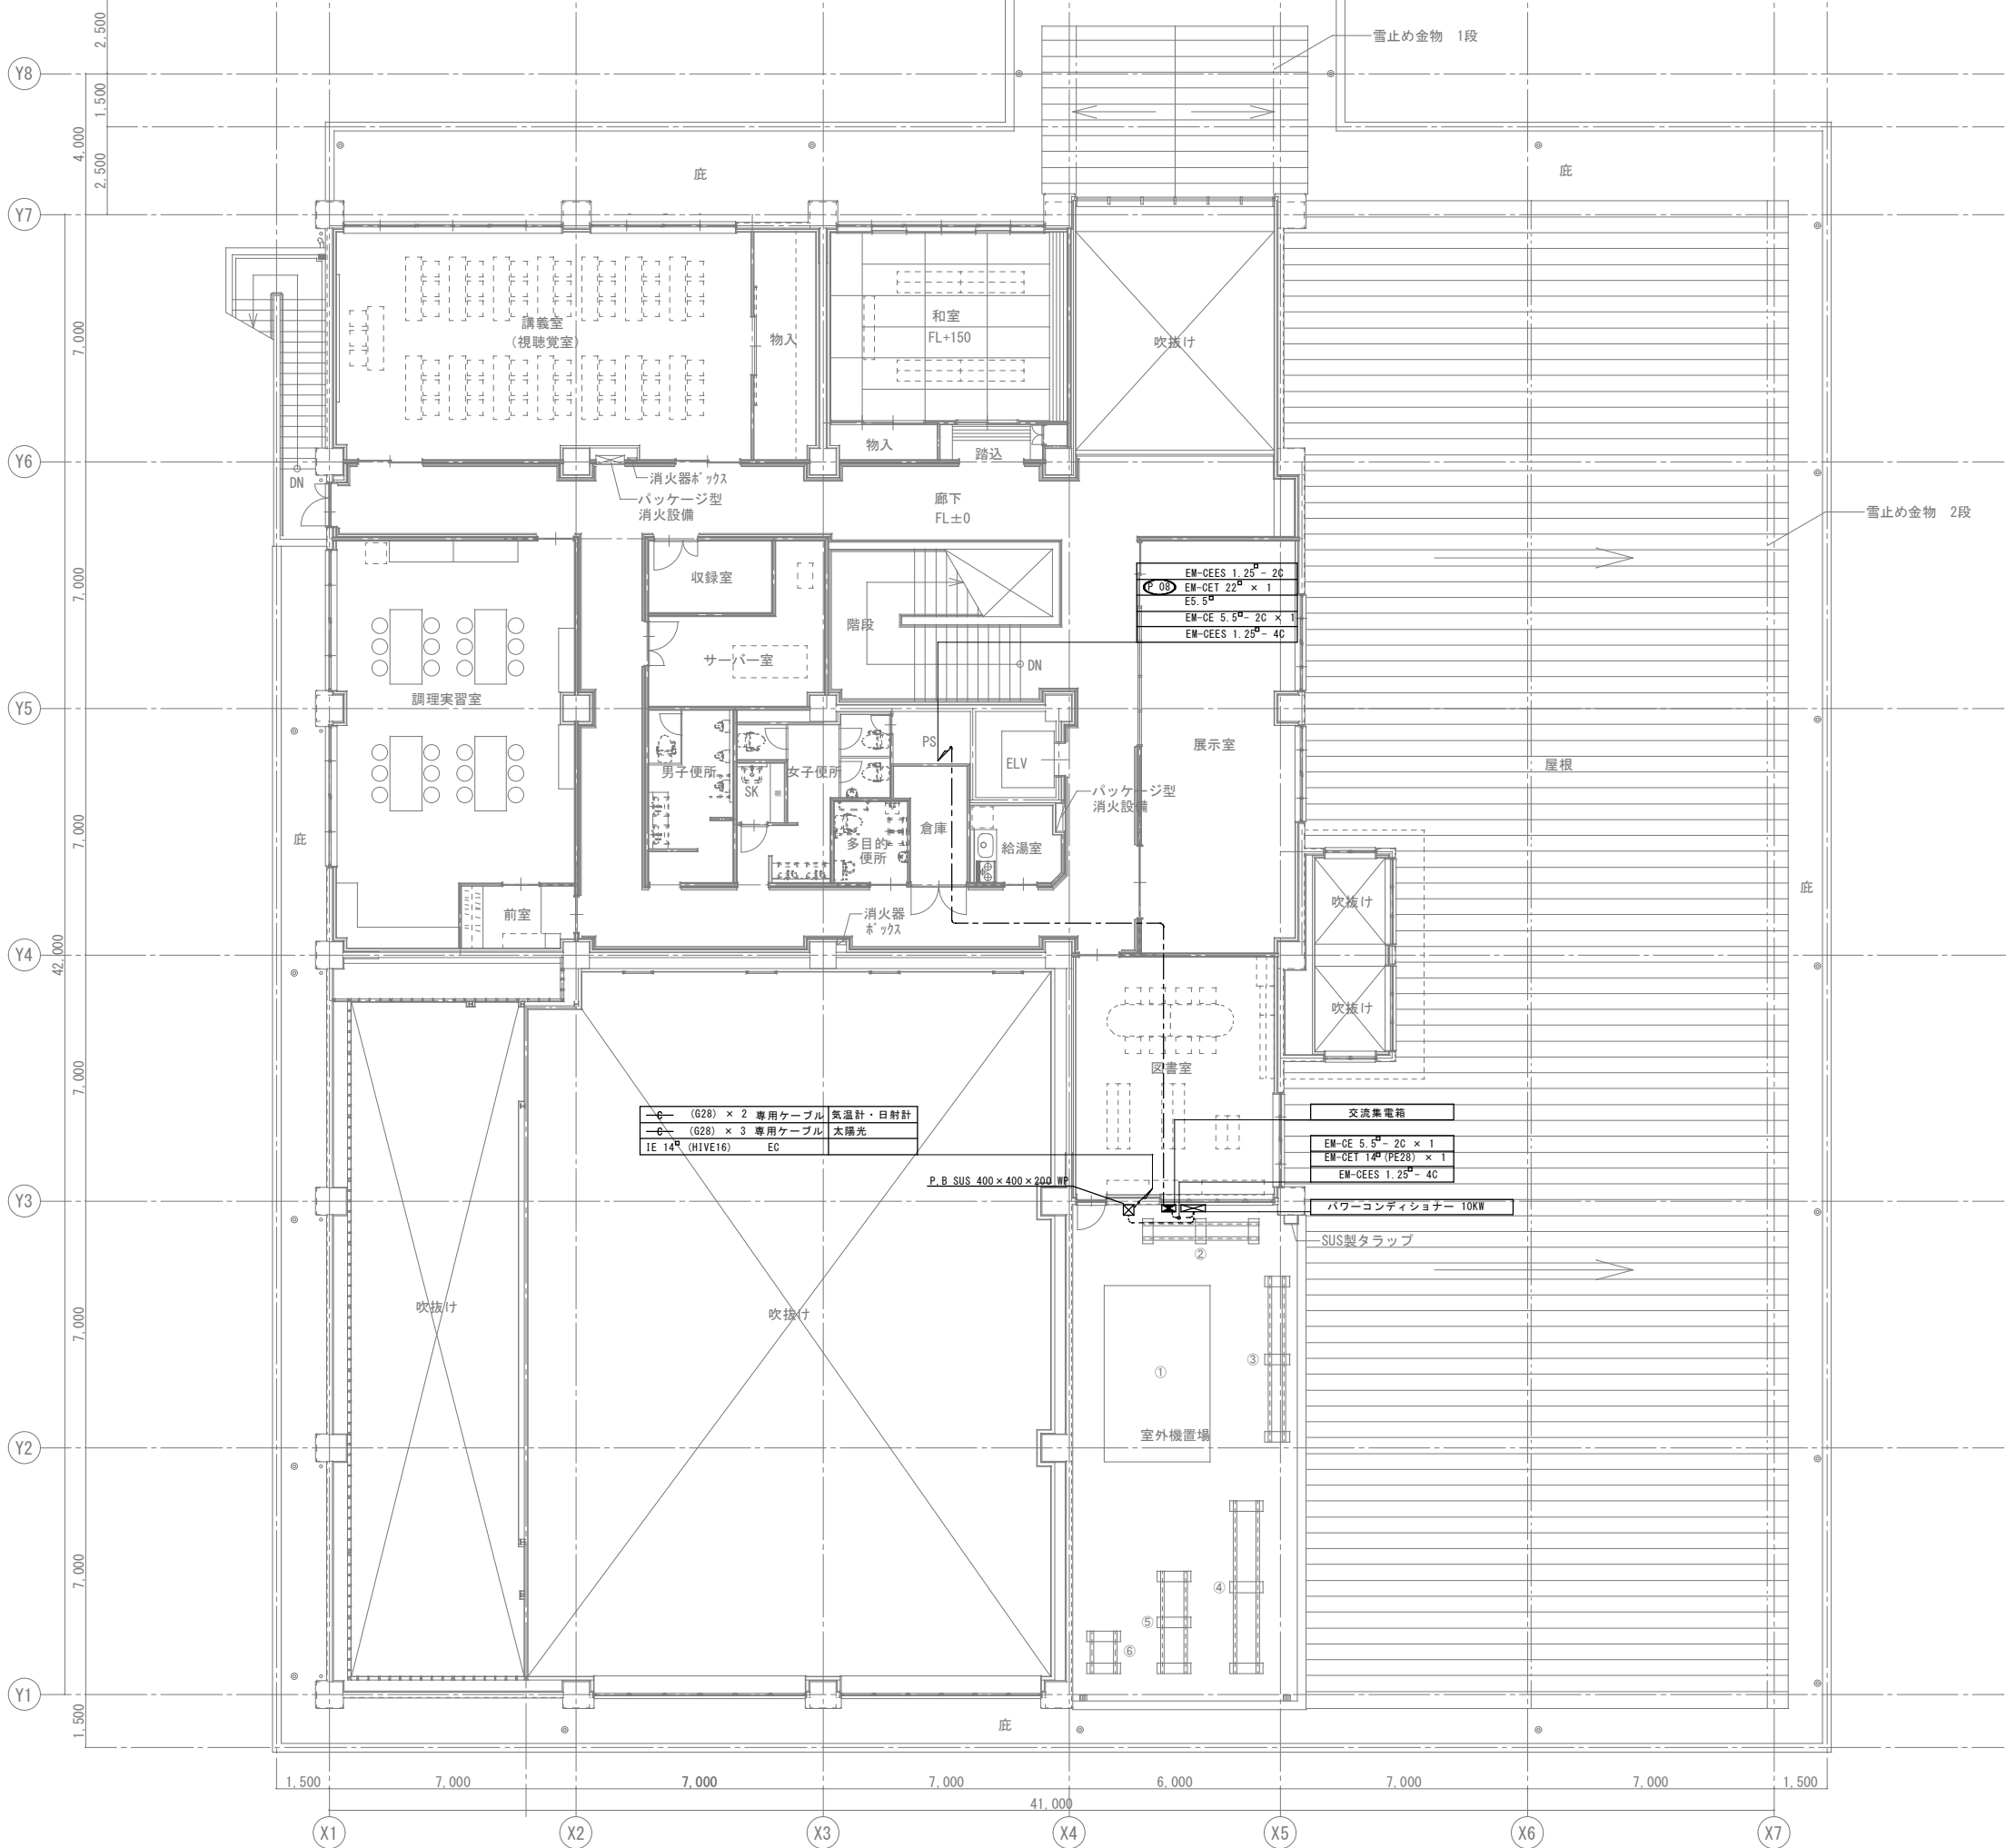 2,500
雪止め金物 1段
Y8
1,500
4,000
2,500
庇
庇
Y7
7,000
講義室
(視聴覚室)
物入
和室
FL+150
吹抜け
物入
踏込
Y6
DN
消火器ボックス
パッケージ型
消火設備
廊下
FL±0
雪止め金物 2段
7,000
収録室
EM-CEES 1.25□- 2C
P 08 EM-CET 22□ × 1
E5.5□
EM-CE 5.5□- 2C × 1
EM-CEES 1.25□- 4C
階段
サーバー室
DN
調理実習室
Y5
PS
ELV
展示室
屋根
男子便所
女子便所
SK
パッケージ型
消火設備
7,000
庇
倉庫
多目的
便所
給湯室
庇
吹抜け
前室
消火器
ボックス
42,000
Y4
吹抜け
7,000
図書室
(G28) × 2 専用ケーブル 気温計・日射計
(G28) × 3 専用ケーブル 太陽光
IE 14□ (HIVE16) EC
交流集電箱
EM-CE 5.5□- 2C × 1
EM-CET 14□ (PE28) × 1
EM-CEES 1.25□- 4C
P.B SUS 400×400×200 WP
Y3
パワーコンディショナー 10KW
SUS製タラップ
②
吹抜け
吹抜け
7,000
③
①
室外機置場
Y2
7,000
④
⑤
⑥
Y1
1,500
庇
1,500
7,000
7,000
7,000
6,000
7,000
7,000
1,500
41,000
X1
X2
X3
X4
X5
X6
X7